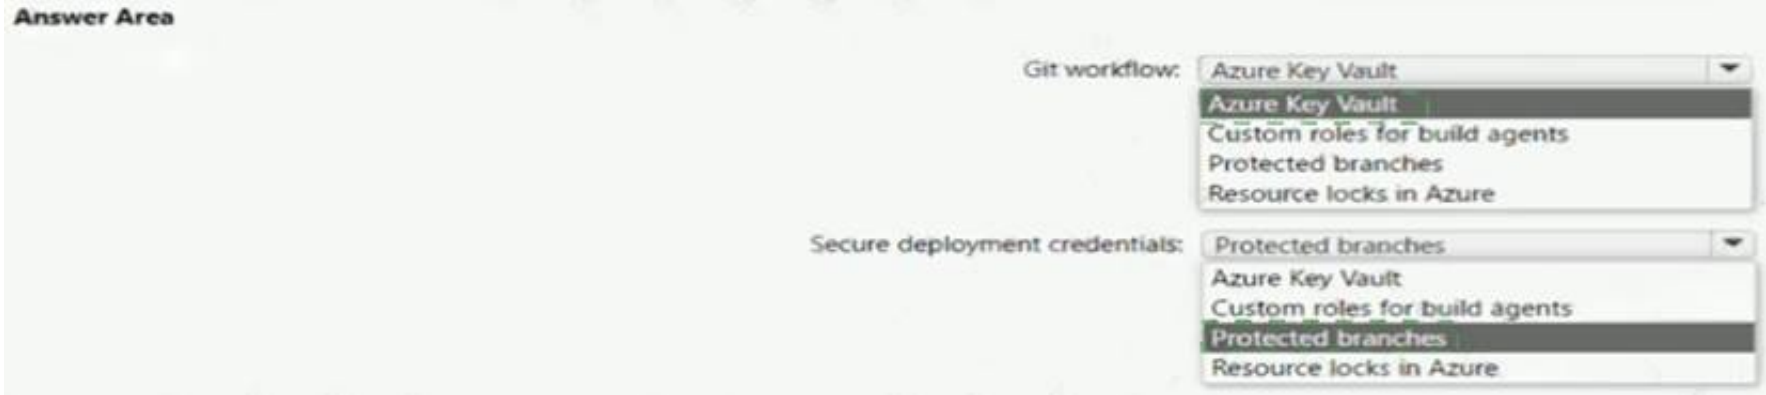 Answer Area
Git workflow: Azure Key Vault
Azure Key Vault
Custom roles for build agents
Protected branches
Resource locks in Azure
Secure deployment credentials: Protected branches
Azure Key Vault
Custom roles for build agents
Protected branches
Resource locks in Azure